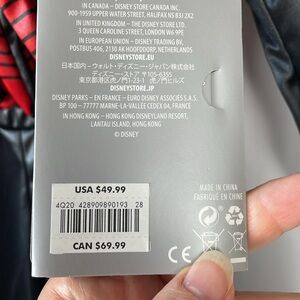 IN CANADA – DISNEY STORE CANADA INC.
900-1959 UPPER WATER STREET, HALIFAX NS B3J 2X2
IN UNITED KINGDOM – THE DISNEY STORE LTD.
3 QUEEN CAROLINE STREET, LONDON W6 9PE
IN EUROPEAN UNION – DISNEY TRADING BV,
POSTBUS 406, 2130 AK HOOFDDORP, NETHERLANDS
DISNEYSTORE.EU
日本国内-ウォルト・ディズニー・ジャパン株式会社
ディズニーストア 〒105-6355
東京都港区虎ノ門1-23-1 虎ノ門ヒルズ
DISNEYSTORE.JP
DISNEY PARKS – EN FRANCE – EURO DISNEY ASSOCIÉS S.A.S.
BP 100 – 77777 MARNE-LA-VALLÉE CEDEX 04, FRANCE
IN HONG KONG – HONG KONG DISNEYLAND RESORT,
LANTAU ISLAND, HONG KONG
© DISNEY
USA $49.99
4Q20 428909890193 28
CAN $69.99
MADE IN CHINA
FABRIQUÉ EN CHINE
CE